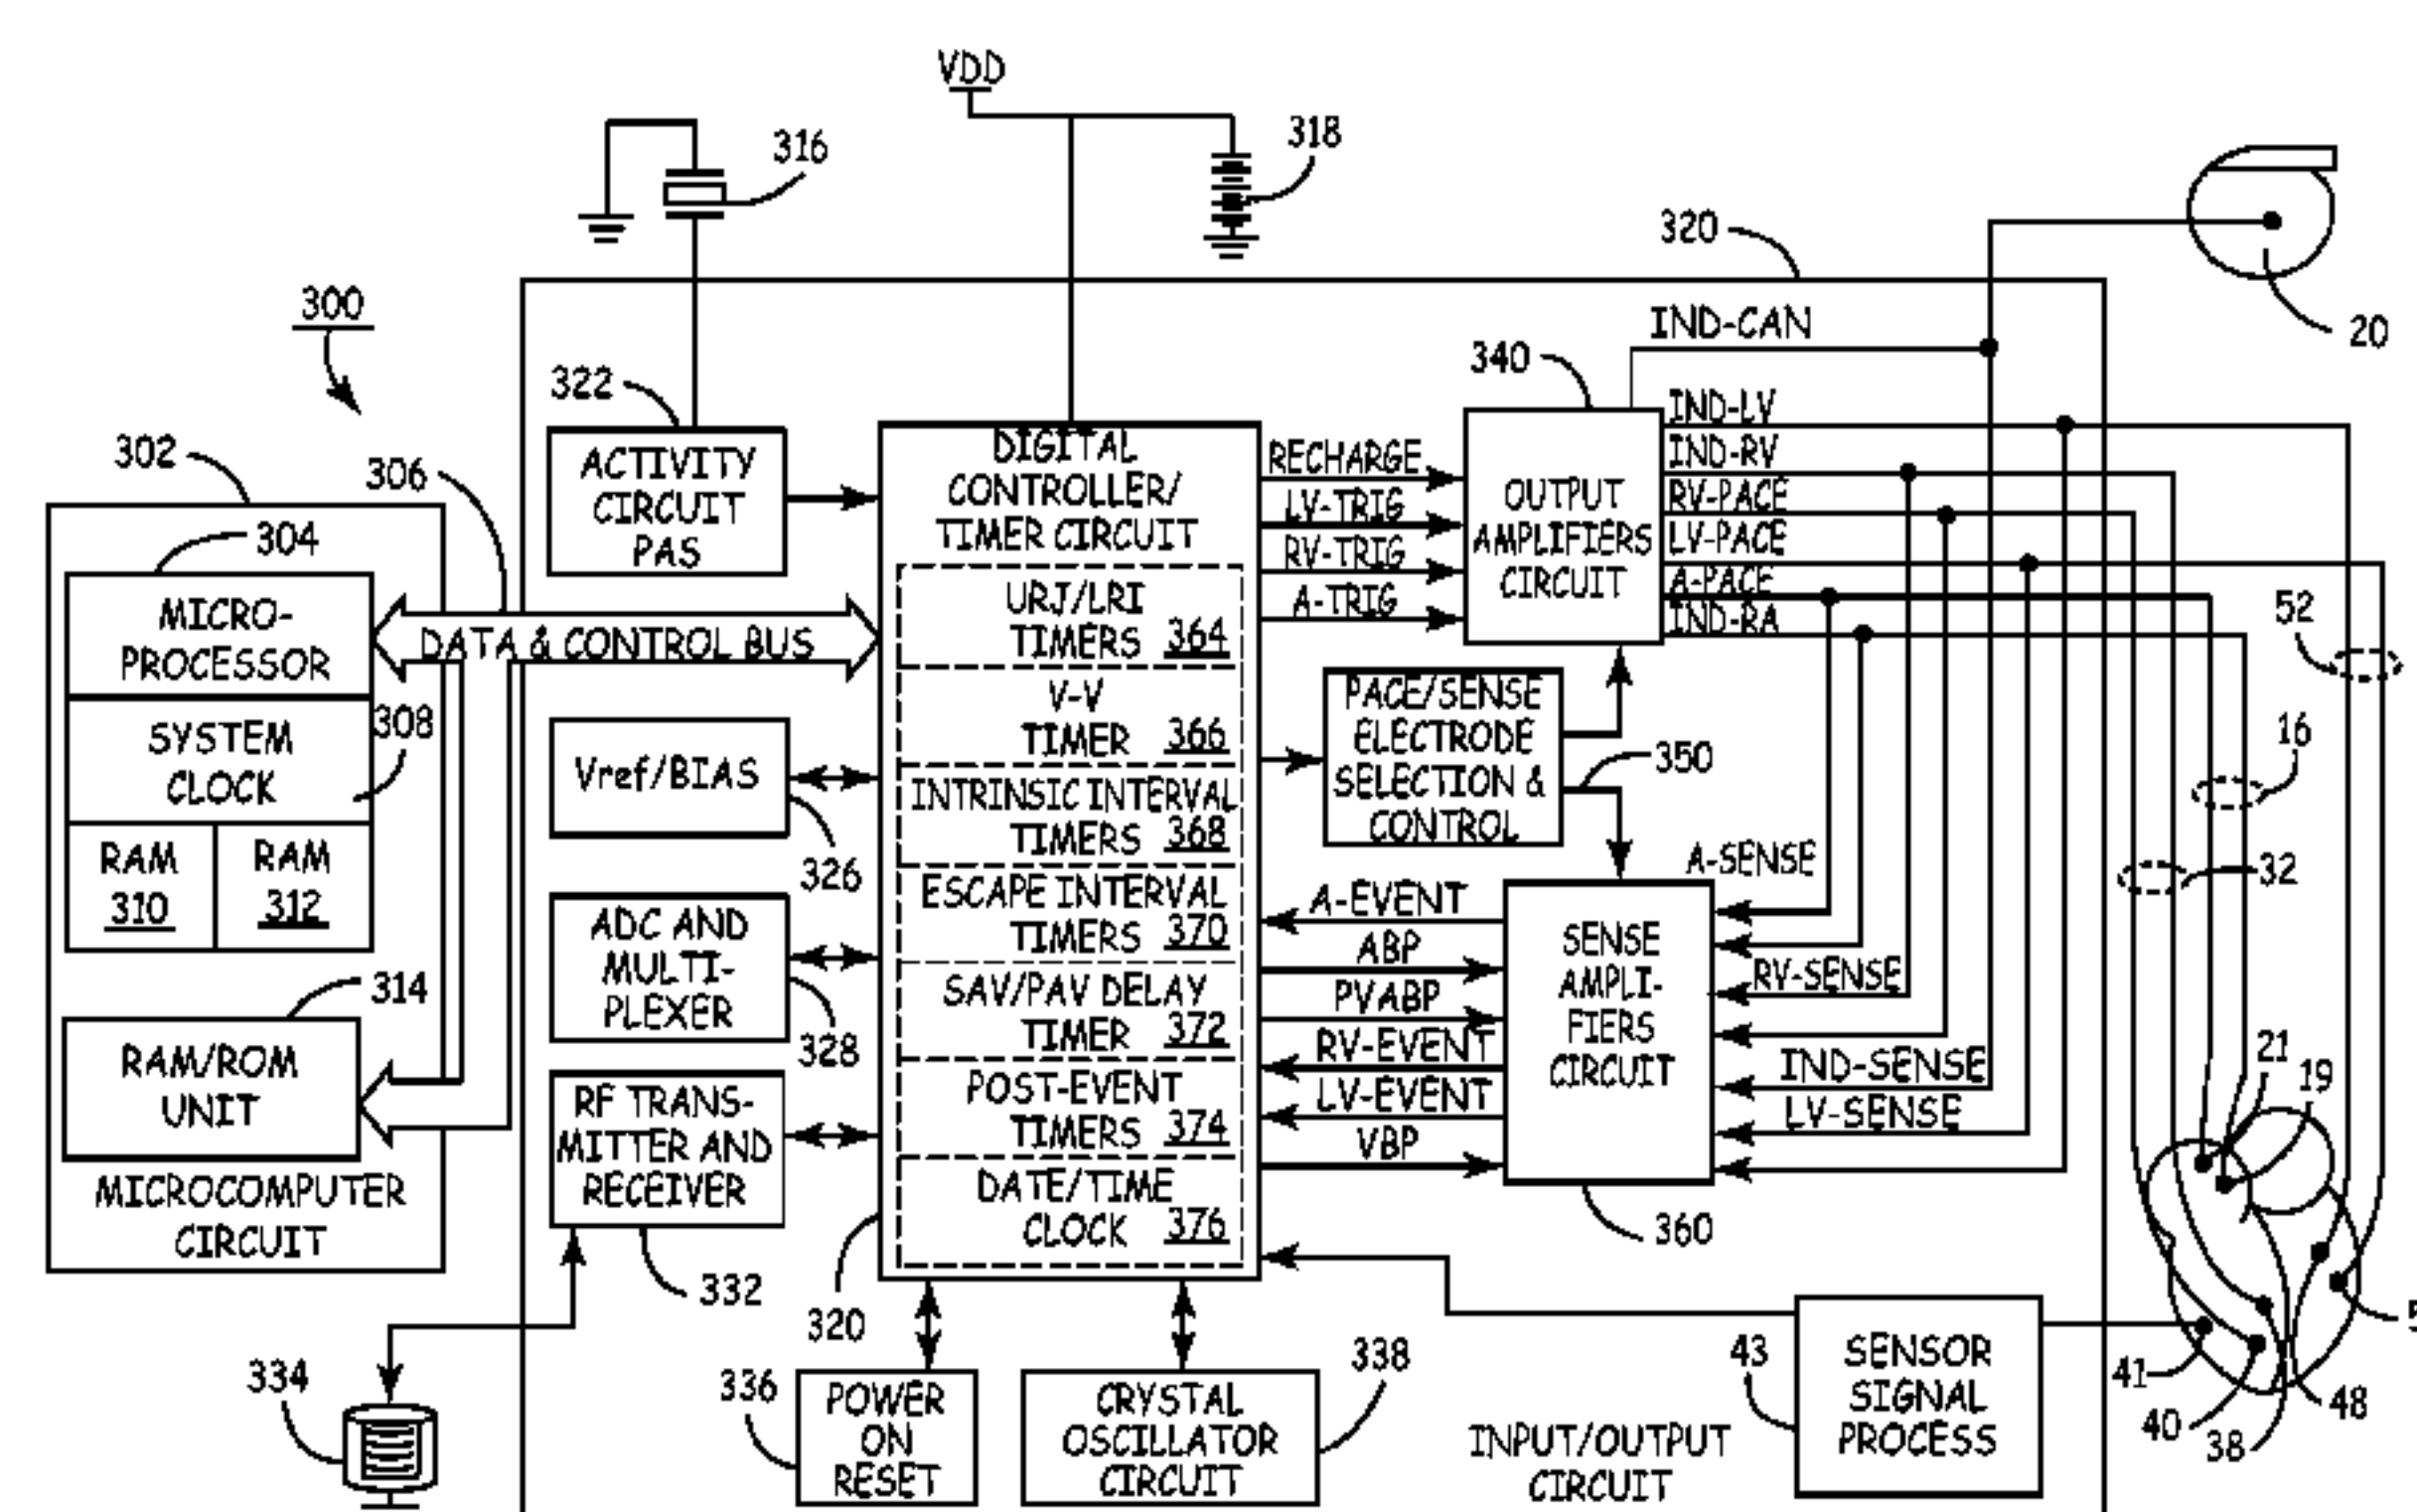 VDD
316
318
320
300
20
IND-CAN
340
322
302
306
304
ACTIVITY
CIRCUIT
PAS
DIGITAL
CONTROLLER/
TIMER CIRCUIT
RECHARGE
LV-TRIG
RV-TRIG
A-TRIG
OUTPUT
AMPLIFIERS
CIRCUIT
IND-LV
IND-RV
RV-PACE
LV-PACE
A-PACE
IND-RA
52
16
32
MICRO-
PROCESSOR
DATA & CONTROL BUS
SYSTEM
CLOCK
308
RAM
310
RAM
312
314
RAM/ROM
UNIT
MICROCOMPUTER
CIRCUIT
URJ/LRI
TIMERS 364
V-V
TIMER 366
INTRINSIC INTERVAL
TIMERS 368
ESCAPE INTERVAL
TIMERS 370
SAV/PAV DELAY
TIMER 372
POST-EVENT
TIMERS 374
DATE/TIME
CLOCK 376
Vref/BIAS
326
ADC AND
MULTI-
PLEXER
328
RF TRANS-
MITTER AND
RECEIVER
332
320
334
PACE/SENSE
ELECTRODE
SELECTION &
CONTROL
350
A-SENSE
A-EVENT
ABP
PVABP
RV-EVENT
LV-EVENT
VBP
SENSE
AMPLI-
FIERS
CIRCUIT
RV-SENSE
IND-SENSE
LV-SENSE
360
21
19
336
POWER
ON
RESET
338
CRYSTAL
OSCILLATOR
CIRCUIT
INPUT/OUTPUT
CIRCUIT
43
SENSOR
SIGNAL
PROCESS
41
40
38
48